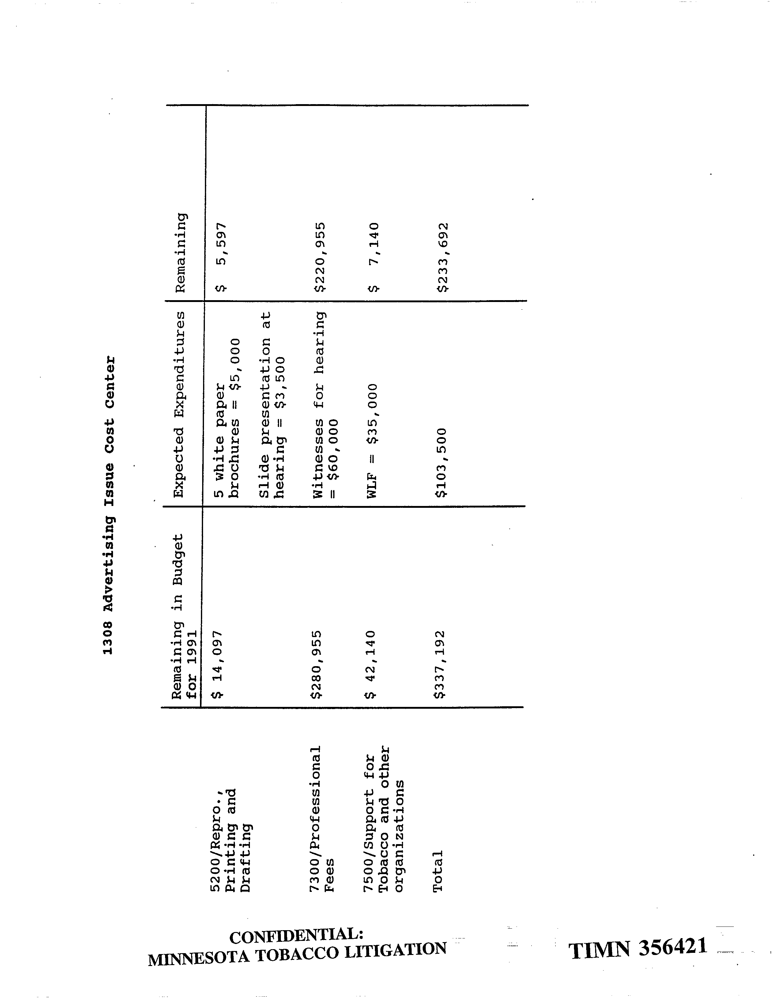 1308 Advertising Issue Cost Center
Remaining in Budget Expected Expenditures Remaining
for 1991
5200/Repro., $ 14,097 5 white paper $ 5,597
Printing and brochures = $5,000
Drafting
Slide presentation at
hearing = $3,500
7300/Professional $280,955 Witnesses for hearing $220,955
Fees = $60,000
7500/Support for $ 42,140 WLF = $35,000 $ 7,140
Tobacco and other
organizations
Total $337,192 $103,500 $233,692
CONFIDENTIAL:
MINNESOTA TOBACCO LITIGATION
TIMN 356421